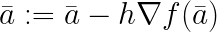 ā := ā − h∇f(ā)